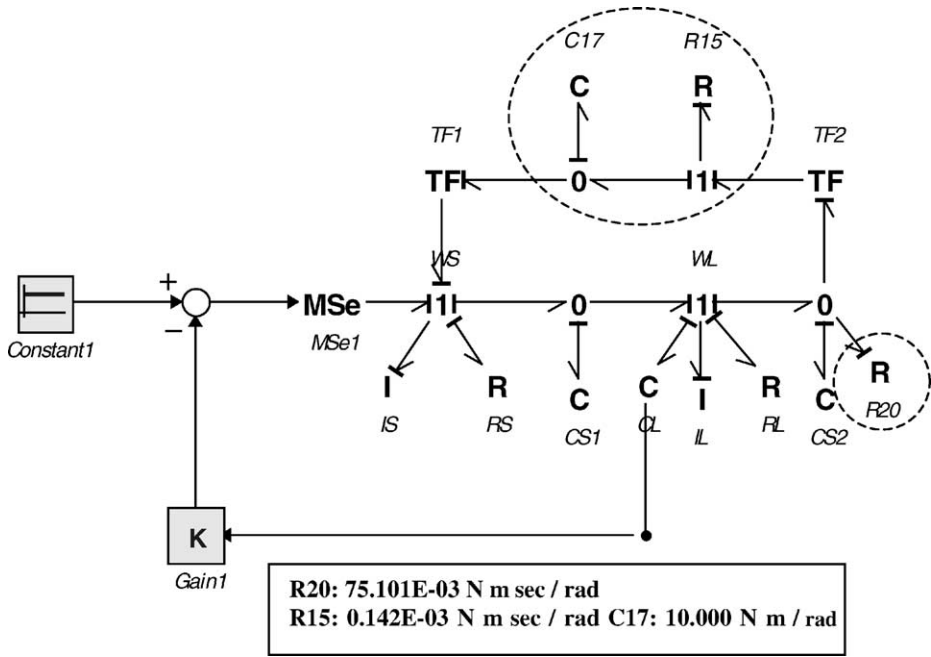 C17 R15
C R
TF1 TF2
TF 0 1 TF
WS WL
+
−
MSe 1 0 1 0
Constant1 MSe1
I R C C I R C R
IS RS CS1 CL IL RL CS2 R20
K
Gain1
R20: 75.101E-03 N m sec / rad
R15: 0.142E-03 N m sec / rad C17: 10.000 N m / rad